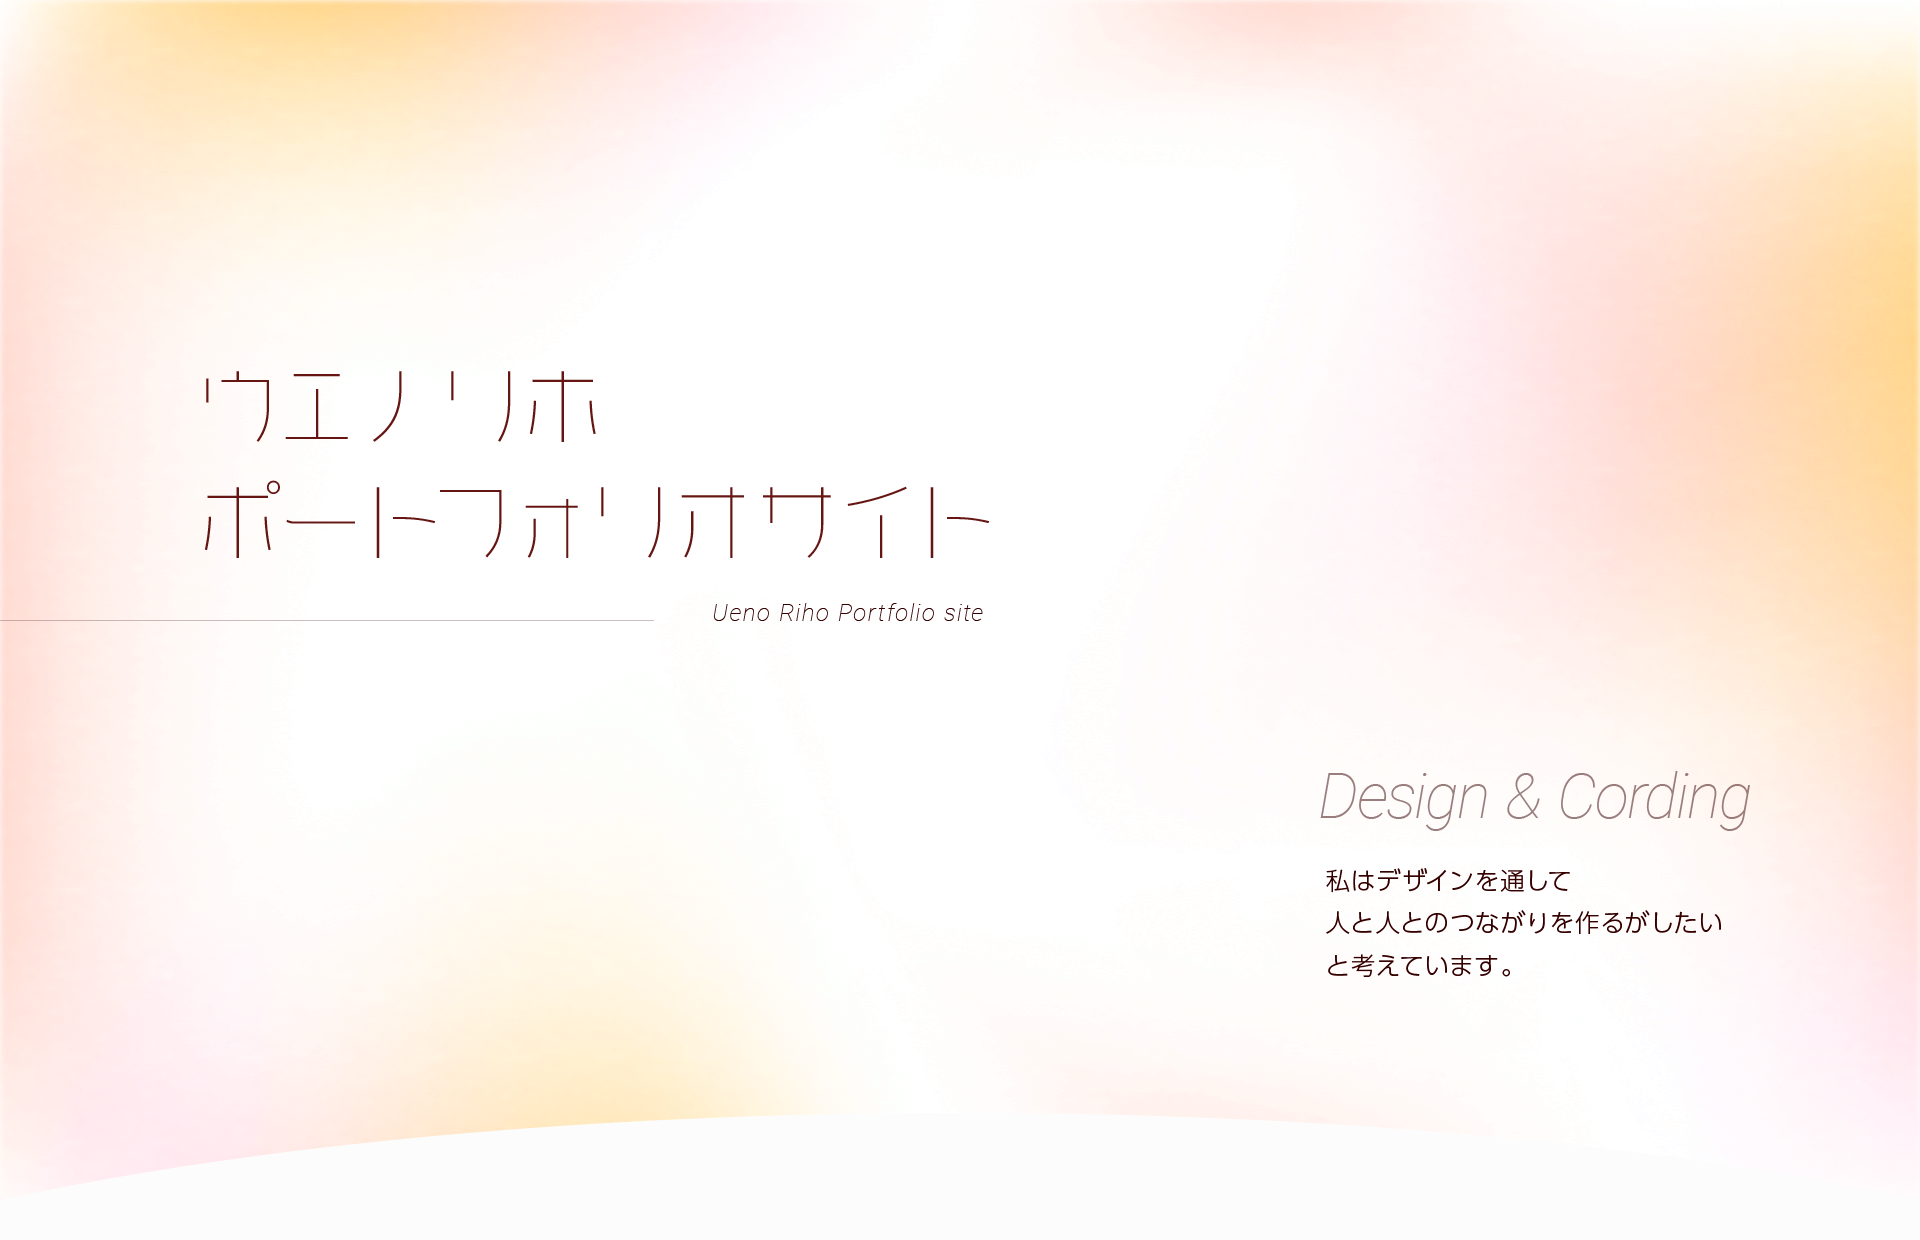 ウエノリホ
ポートフォリオサイト
Ueno Riho Portfolio site
Design & Cording
私はデザインを通して
人と人とのつながりを作るがしたい
と考えています。